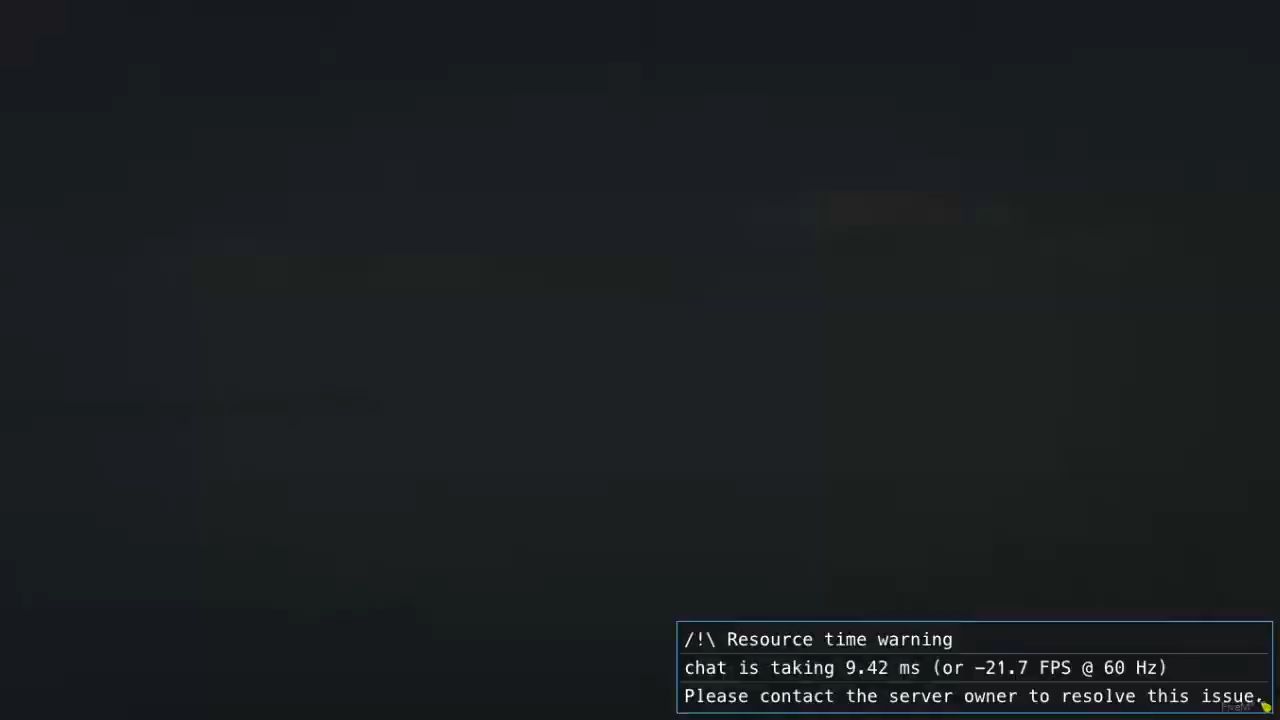 /!\ Resource time warning
chat is taking 9.42 ms (or -21.7 FPS @ 60 Hz)
Please contact the server owner to resolve this issue.
FiveM